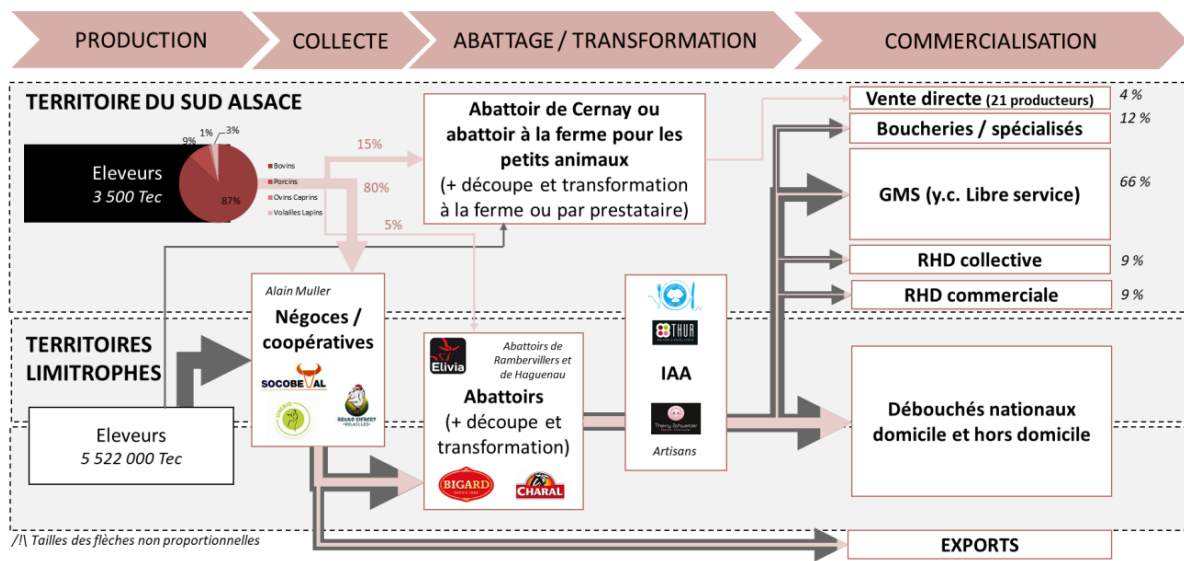 PRODUCTION
COLLECTE
ABATTAGE / TRANSFORMATION
COMMERCIALISATION
TERRITOIRE DU SUD ALSACE
Eleveurs
3 500 Tec
9%
1%
3%
87%
Bovins
Porcins
Ovins Caprins
Volailles Lapins
15%
80%
5%
Abattoir de Cernay ou
abattoir à la ferme pour les
petits animaux
(+ découpe et transformation
à la ferme ou par prestataire)
Vente directe (21 producteurs)
4 %
Boucheries / spécialisés
12 %
GMS (y.c. Libre service)
66 %
RHD collective
9 %
RHD commerciale
9 %
TERRITOIRES
LIMITROPHES
Eleveurs
5 522 000 Tec
Alain Muller
Négoces /
coopératives
SOCOBEVAL
BRUNO SIEBERT
VOLAILLES
Elivia
Abattoirs de
Rambervillers et
de Haguenau
Abattoirs
(+ découpe et
transformation)
BIGARD
CHARAL
THUR
IAA
Thierry Schweitzer
Artisans
Débouchés nationaux
domicile et hors domicile
EXPORTS
/!\ Tailles des flèches non proportionnelles